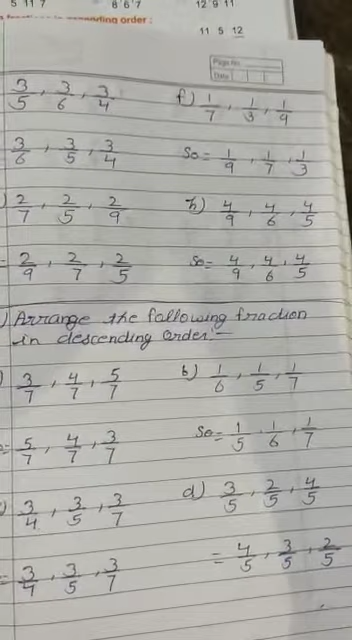 5 11 7 8 6 7 12 9 11
11 5 12
order :
Page No.
Date
3/5 , 3/6 , 3/4 f) 1/7 , 1/3 , 1/9
3/6 , 3/5 , 3/4 So = 1/9 , 1/7 , 1/3
) 2/7 , 2/5 , 2/9 h) 4/9 , 4/6 , 4/5
= 2/9 , 2/7 , 2/5 So = 4/9 , 4/6 , 4/5
) Arrange the following fraction
in descending order:-
) 3/7 , 4/7 , 5/7 b) 1/6 , 1/5 , 1/7
= 5/7 , 4/7 , 3/7 So = 1/5 , 1/6 , 1/7
) 3/4 , 3/5 , 3/7 d) 3/5 , 2/5 , 4/5
= 3/4 , 3/5 , 3/7 = 4/5 , 3/5 , 2/5